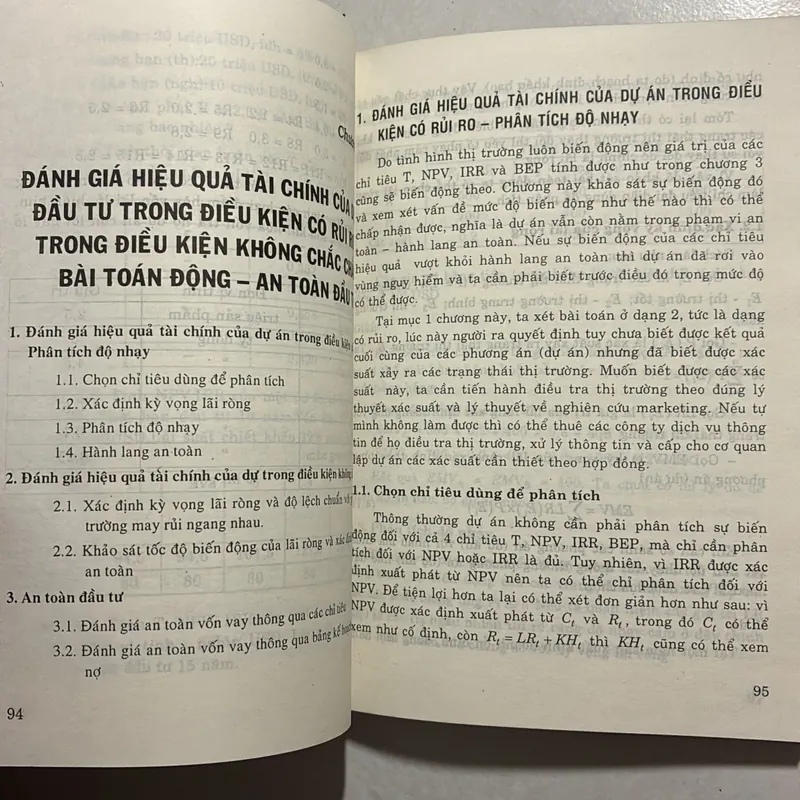 ĐÁNH GIÁ HIỆU QUẢ TÀI CHÍNH CỦA
ĐẦU TƯ TRONG ĐIỀU KIỆN CÓ RỦI
TRONG ĐIỀU KIỆN KHÔNG CHẮC
BÀI TOÁN ĐỘNG – AN TOÀN ĐẦU
1. Đánh giá hiệu quả tài chính của dự án trong điều kiện
Phân tích độ nhạy
1.1. Chọn chỉ tiêu dùng để phân tích
1.2. Xác định kỳ vọng lãi ròng
1.3. Phân tích độ nhạy
1.4. Hành lang an toàn
2. Đánh giá hiệu quả tài chính của dự trong điều kiện
2.1. Xác định kỳ vọng lãi ròng và độ lệch chuẩn
trường may rủi ngang nhau.
2.2. Khảo sát tốc độ biến động của lãi ròng và xác
an toàn
3. An toàn đầu tư
3.1. Đánh giá an toàn vốn vay thông qua các chỉ tiêu
3.2. Đánh giá an toàn vốn vay thông qua bảng kế
nợ
94
1. ĐÁNH GIÁ HIỆU QUẢ TÀI CHÍNH CỦA DỰ ÁN TRONG ĐIỀU
KIỆN CÓ RỦI RO – PHÂN TÍCH ĐỘ NHẠY
Do tình hình thị trường luôn biến động nên giá trị của các
chỉ tiêu T, NPV, IRR và BEP tính được như trong chương 3
cũng sẽ biến động theo. Chương này khảo sát sự biến động đó
và xem xét vấn đề mức độ biến động như thế nào thì có thể
chấp nhận được, nghĩa là dự án vẫn còn nằm trong phạm vi an
toàn – hành lang an toàn. Nếu sự biến động của các chỉ tiêu
hiệu quả vượt khỏi hành lang an toàn thì dự án đã rơi vào
vùng nguy hiểm và ta cần phải biết trước điều đó trong mức độ
có thể được.
Tại mục 1 chương này, ta xét bài toán ở dạng 2, tức là dạng
có rủi ro, lúc này người ra quyết định tuy chưa biết được kết quả
cuối cùng của các phương án (dự án) nhưng đã biết được xác
suất xảy ra các trạng thái thị trường. Muốn biết được các xác
suất này, ta cần tiến hành điều tra thị trường theo đúng lý
thuyết xác suất và lý thuyết về nghiên cứu marketing. Nếu tự
mình không làm được thì có thể thuê các công ty dịch vụ thông
tin để họ điều tra thị trường, xử lý thông tin và cấp cho cơ quan
lập dự án các xác suất cần thiết theo hợp đồng.
1.1. Chọn chỉ tiêu dùng để phân tích
Thông thường dự án không cần phải phân tích sự biến
động đối với cả 4 chỉ tiêu T, NPV, IRR, BEP, mà chỉ cần phân
tích đối với NPV hoặc IRR là đủ. Tuy nhiên, vì IRR được xác
định xuất phát từ NPV nên ta có thể chỉ phân tích đối với
NPV. Để tiện lợi hơn ta lại có thể xét đơn giản hơn như sau: vì
NPV được xác định xuất phát từ Cₜ và Rₜ, trong đó Cₜ có thể
xem như cố định, còn Rₜ = LRₜ + KHₜ thì KHₜ cũng có thể xem
95